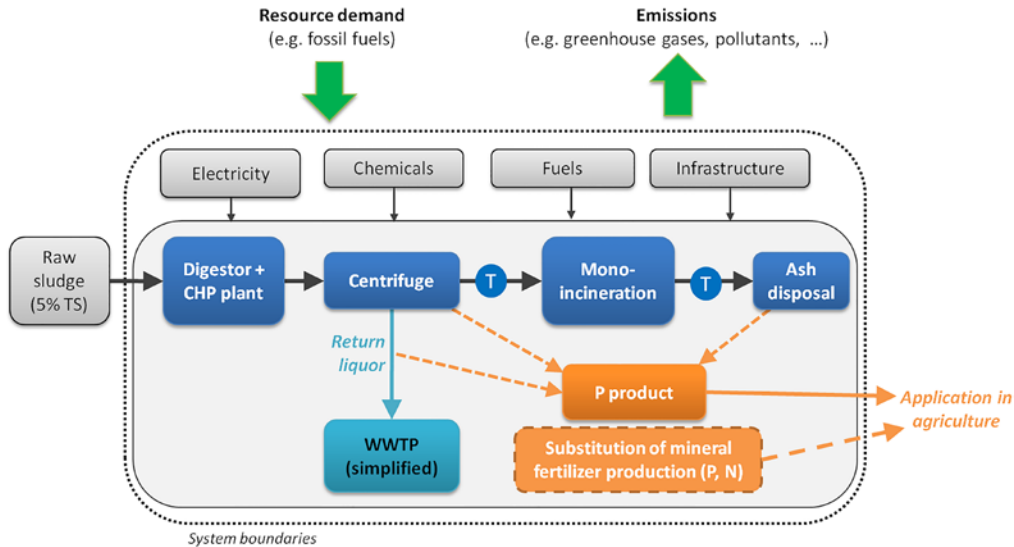 Resource demand
(e.g. fossil fuels)
Emissions
(e.g. greenhouse gases, pollutants, ...)
Electricity
Chemicals
Fuels
Infrastructure
Raw
sludge
(5% TS)
Digestor +
CHP plant
Centrifuge
T
Mono-
incineration
T
Ash
disposal
Return
liquor
P product
Application in
agriculture
WWTP
(simplified)
Substitution of mineral
fertilizer production (P, N)
System boundaries